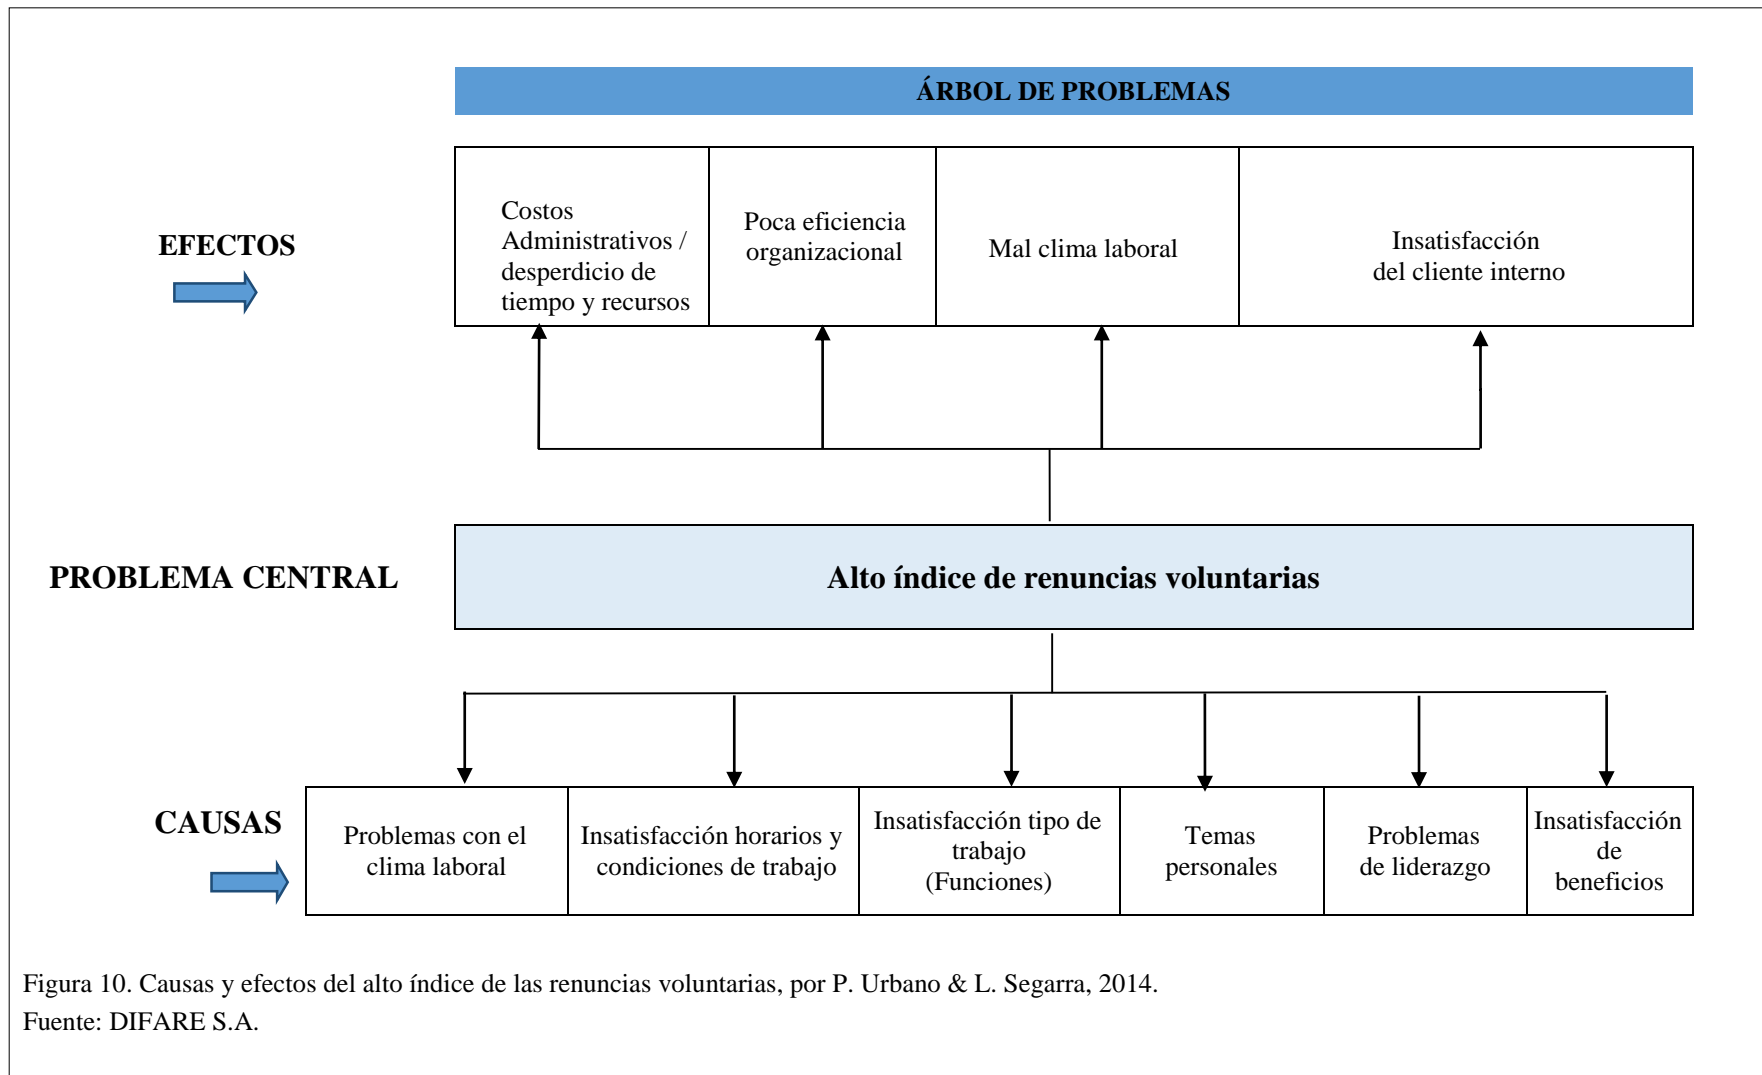 ÁRBOL DE PROBLEMAS
EFECTOS
Costos
Administrativos /
desperdicio de
tiempo y recursos
Poca eficiencia
organizacional
Mal clima laboral
Insatisfacción
del cliente interno
PROBLEMA CENTRAL
Alto índice de renuncias voluntarias
CAUSAS
Problemas con el
clima laboral
Insatisfacción horarios y
condiciones de trabajo
Insatisfacción tipo de
trabajo
(Funciones)
Temas
personales
Problemas
de liderazgo
Insatisfacción
de
beneficios
Figura 10. Causas y efectos del alto índice de las renuncias voluntarias, por P. Urbano & L. Segarra, 2014.
Fuente: DIFARE S.A.